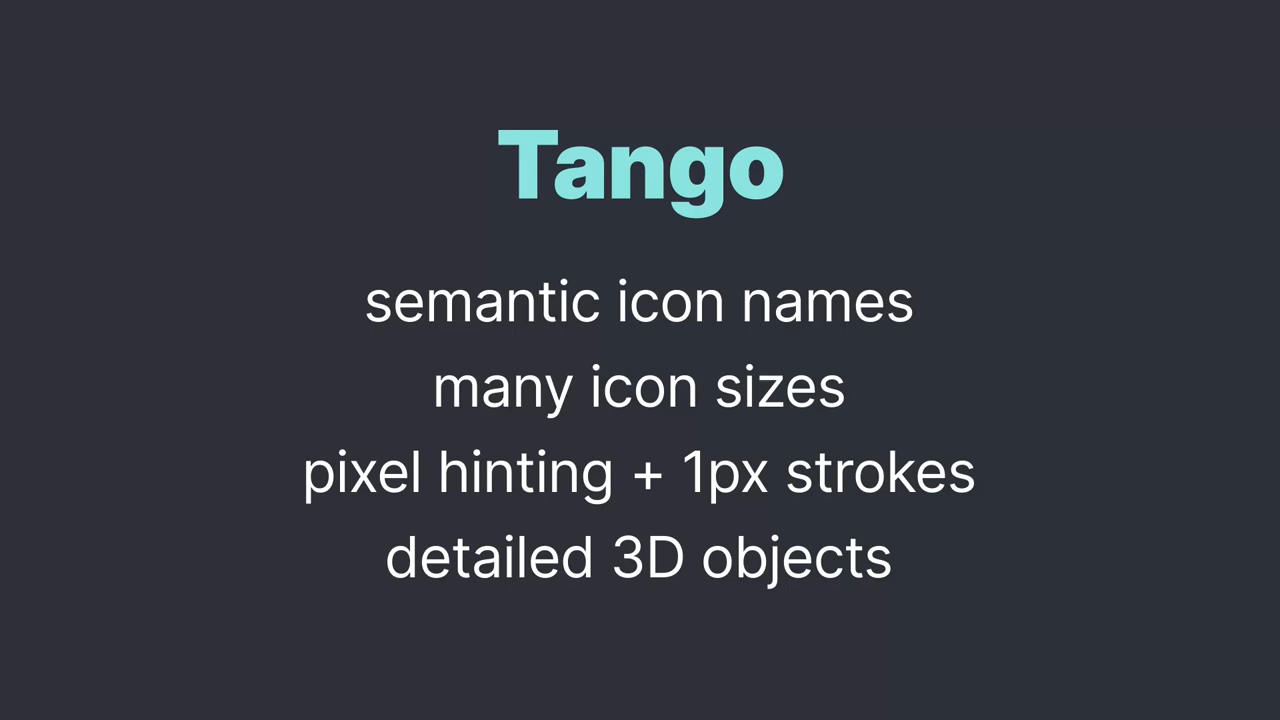 Tango
semantic icon names
many icon sizes
pixel hinting + 1px strokes
detailed 3D objects